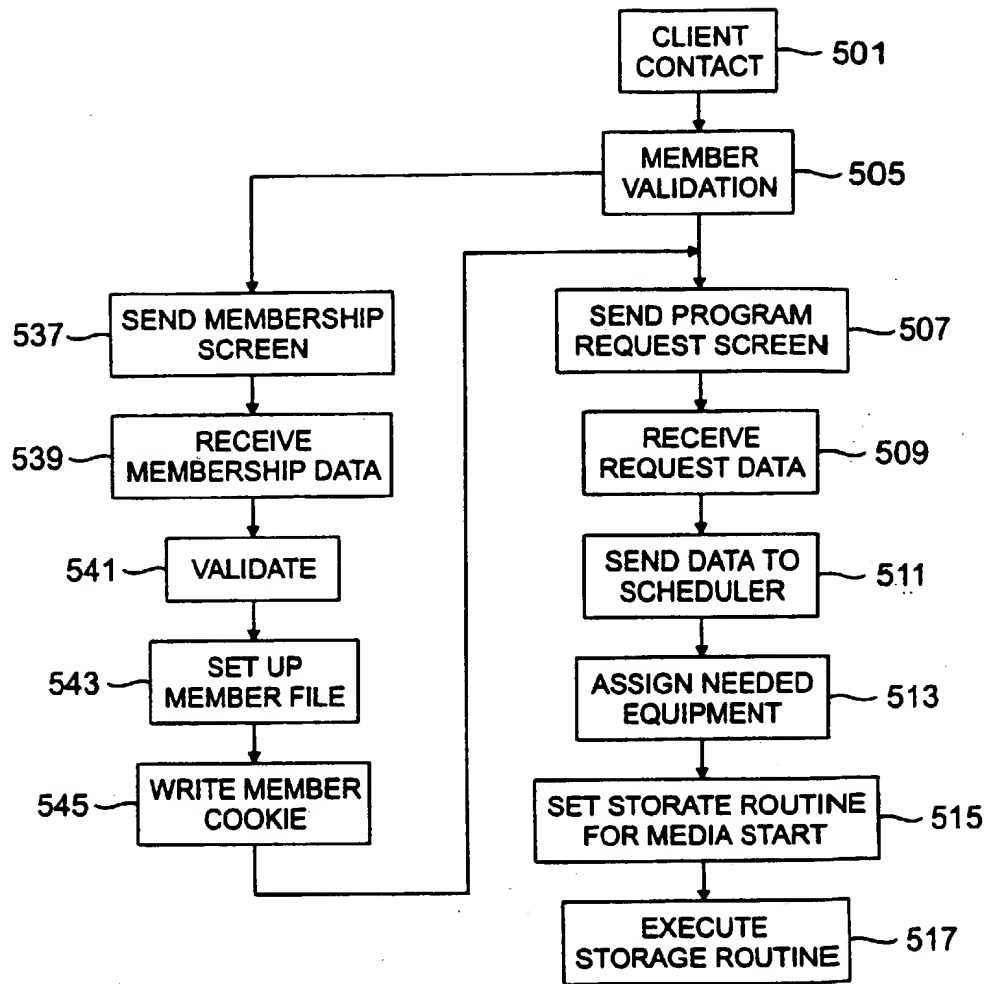 CLIENT
CONTACT
501
MEMBER
VALIDATION
505
SEND MEMBERSHIP
SCREEN
537
RECEIVE
MEMBERSHIP DATA
539
VALIDATE
541
SET UP
MEMBER FILE
543
WRITE MEMBER
COOKIE
545
SEND PROGRAM
REQUEST SCREEN
507
RECEIVE
REQUEST DATA
509
SEND DATA TO
SCHEDULER
511
ASSIGN NEEDED
EQUIPMENT
513
SET STORATE ROUTINE
FOR MEDIA START
515
EXECUTE
STORAGE ROUTINE
517